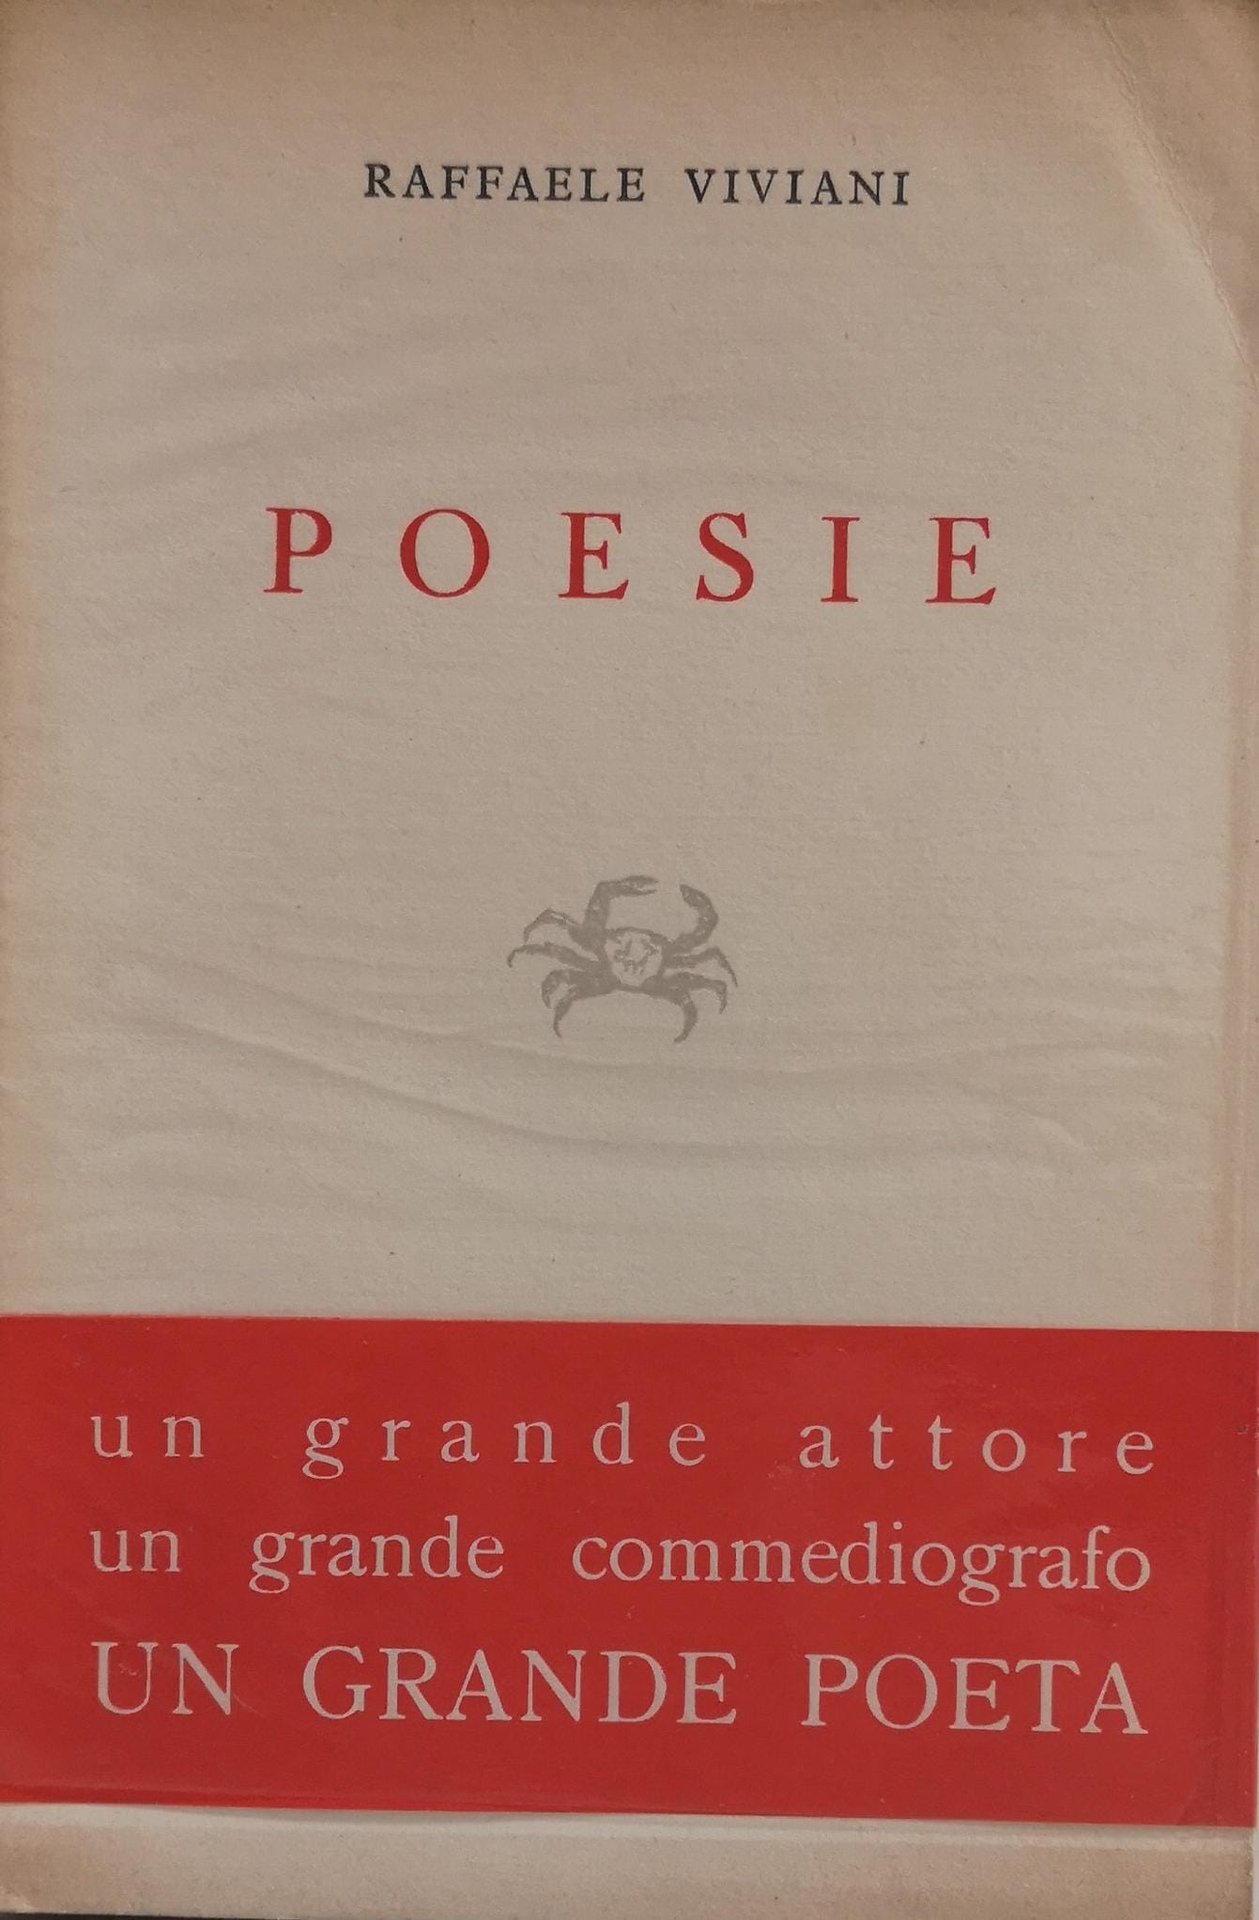 RAFFAELE VIVIANI
POESIE
un grande attore
un grande commediografo
UN GRANDE POETA